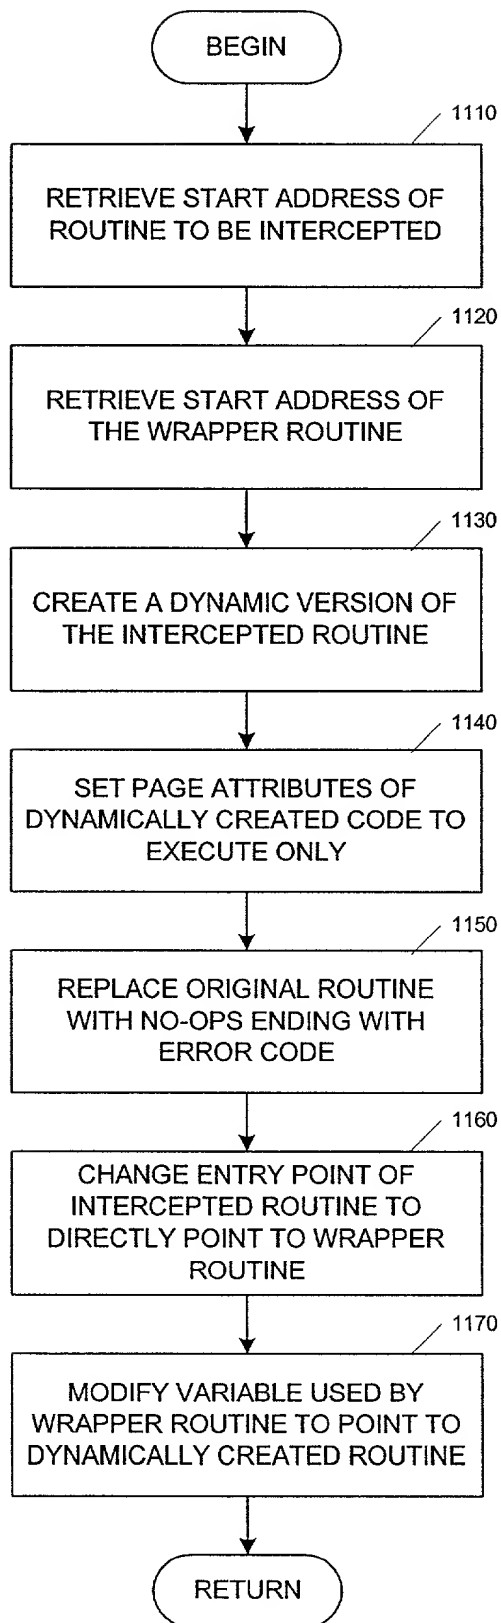 BEGIN
1110
RETRIEVE START ADDRESS OF
ROUTINE TO BE INTERCEPTED
1120
RETRIEVE START ADDRESS OF
THE WRAPPER ROUTINE
1130
CREATE A DYNAMIC VERSION OF
THE INTERCEPTED ROUTINE
1140
SET PAGE ATTRIBUTES OF
DYNAMICALLY CREATED CODE TO
EXECUTE ONLY
1150
REPLACE ORIGINAL ROUTINE
WITH NO-OPS ENDING WITH
ERROR CODE
1160
CHANGE ENTRY POINT OF
INTERCEPTED ROUTINE TO
DIRECTLY POINT TO WRAPPER
ROUTINE
1170
MODIFY VARIABLE USED BY
WRAPPER ROUTINE TO POINT TO
DYNAMICALLY CREATED ROUTINE
RETURN